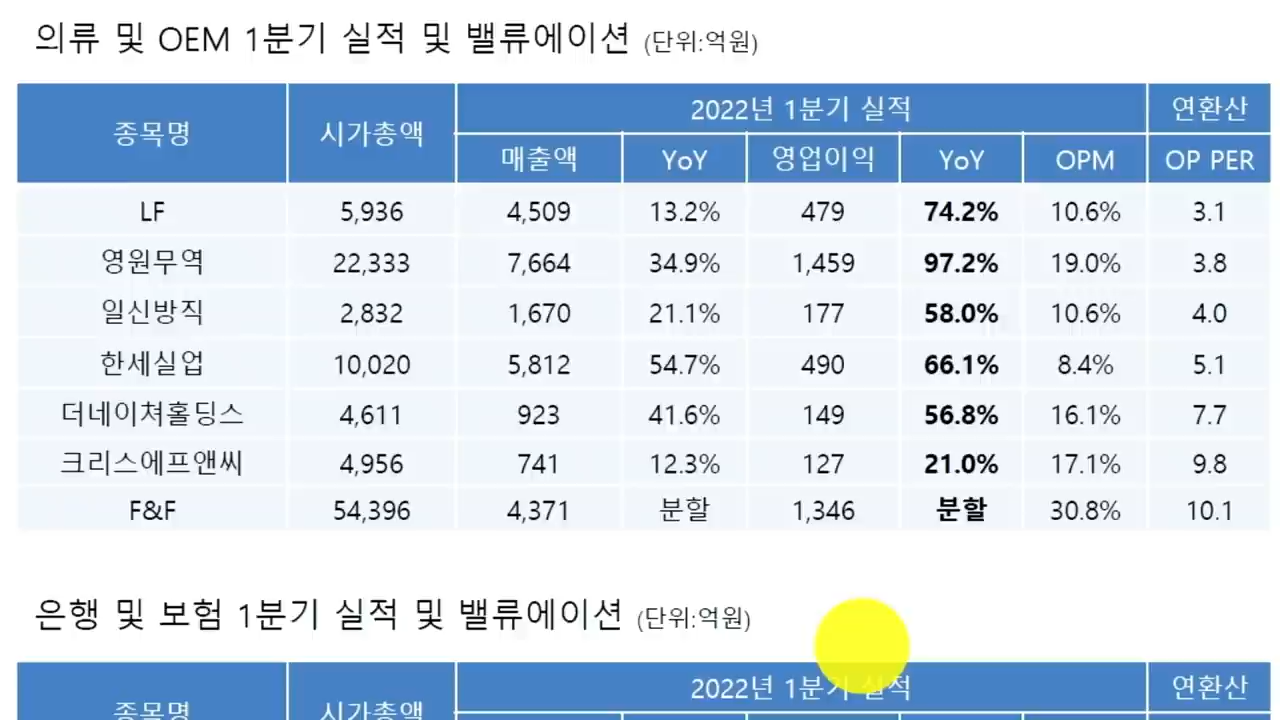 의류 및 OEM 1분기 실적 및 밸류에이션 (단위:억원)
종목명 시가총액 2022년 1분기 실적 연환산
매출액 YoY 영업이익 YoY OPM OP PER
LF 5,936 4,509 13.2% 479 74.2% 10.6% 3.1
영원무역 22,333 7,664 34.9% 1,459 97.2% 19.0% 3.8
일신방직 2,832 1,670 21.1% 177 58.0% 10.6% 4.0
한세실업 10,020 5,812 54.7% 490 66.1% 8.4% 5.1
더네이쳐홀딩스 4,611 923 41.6% 149 56.8% 16.1% 7.7
크리스에프앤씨 4,956 741 12.3% 127 21.0% 17.1% 9.8
F&F 54,396 4,371 분할 1,346 분할 30.8% 10.1
은행 및 보험 1분기 실적 및 밸류에이션 (단위:억원)
종목명 시가총액 2022년 1분기 실적 연환산